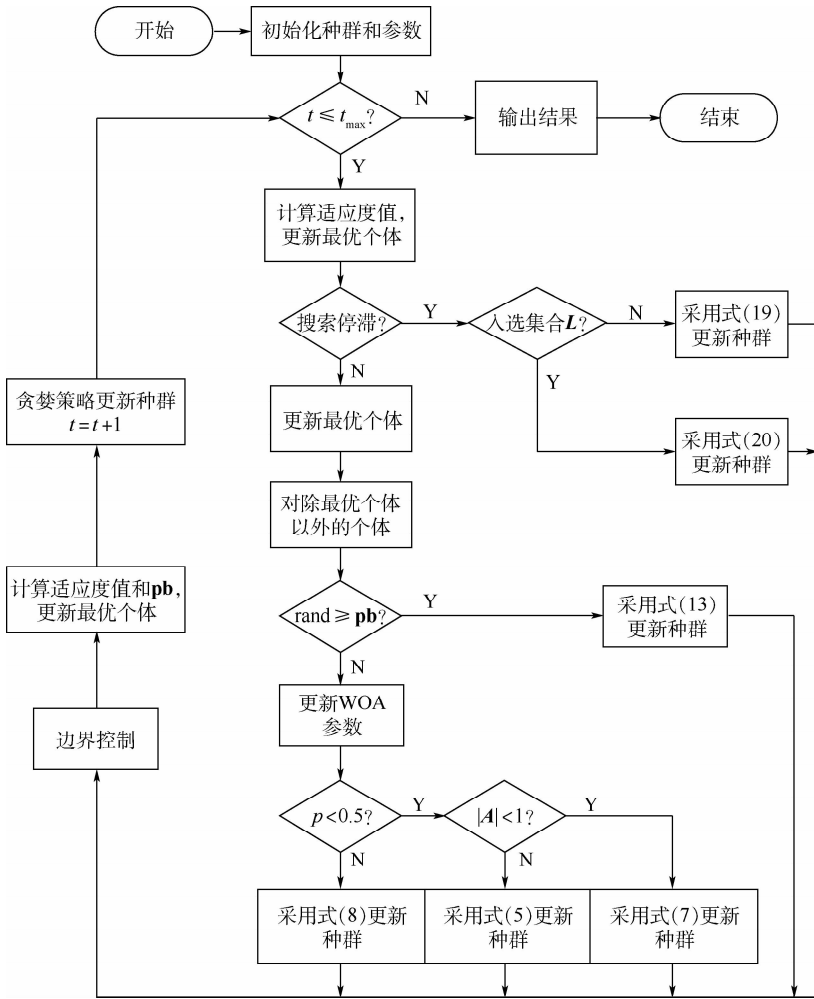 开始
初始化种群和参数
t≤tmax?
N
输出结果
结束
Y
计算适应度值,
更新最优个体
搜索停滞?
Y
入选集合L?
N
采用式(19)
更新种群
N
Y
贪婪策略更新种群
t=t+1
更新最优个体
采用式(20)
更新种群
对除最优个体
以外的个体
计算适应度值和pb,
更新最优个体
rand≥pb?
Y
采用式(13)
更新种群
N
更新WOA
参数
边界控制
p<0.5?
Y
|A|<1?
Y
N
N
采用式(8)更新
种群
采用式(5)更新
种群
采用式(7)更新
种群